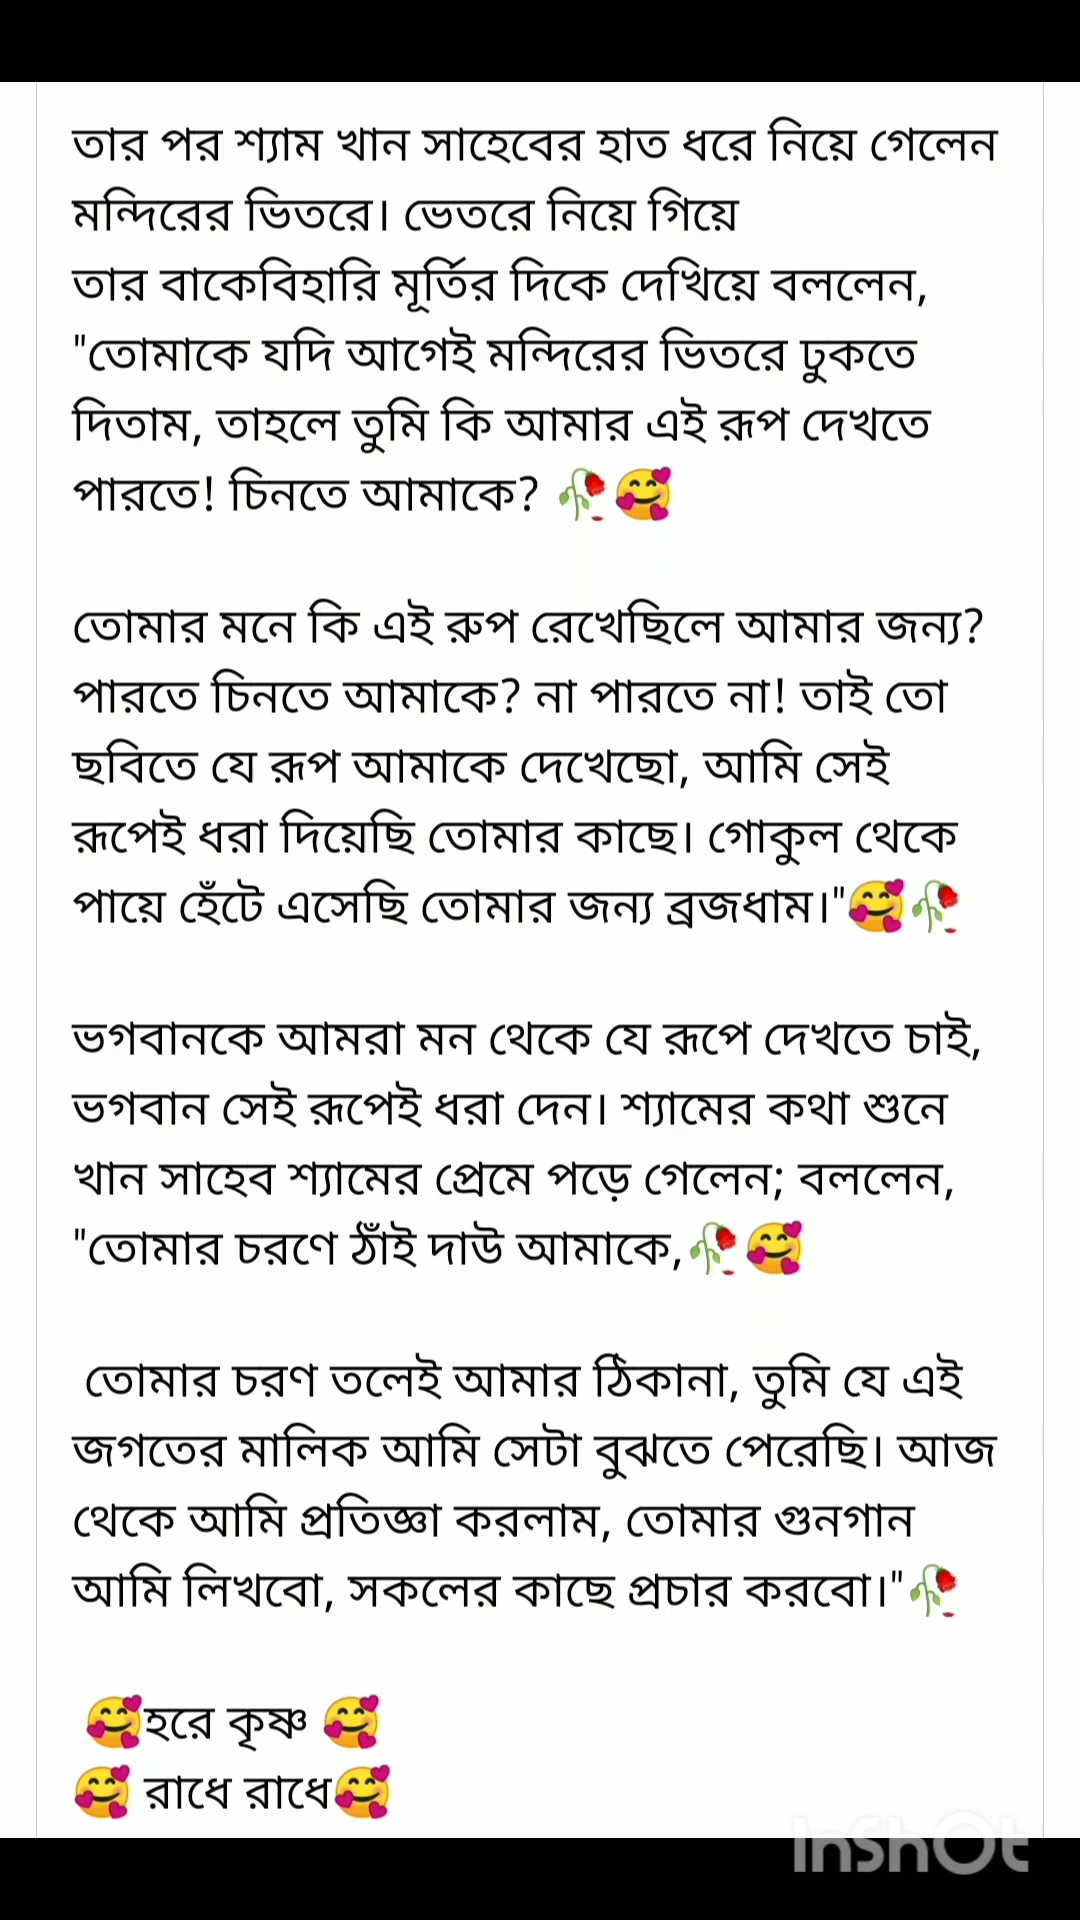 তার পর শ্যাম খান সাহেবের হাত ধরে নিয়ে গেলেন
মন্দিরের ভিতরে। ভেতরে নিয়ে গিয়ে
তার বাকেবিহারি মূর্তির দিকে দেখিয়ে বললেন,
"তোমাকে যদি আগেই মন্দিরের ভিতরে ঢুকতে
দিতাম, তাহলে তুমি কি আমার এই রূপ দেখতে
পারতে! চিনতে আমাকে? 🥀🥰
তোমার মনে কি এই রুপ রেখেছিলে আমার জন্য?
পারতে চিনতে আমাকে? না পারতে না! তাই তো
ছবিতে যে রূপ আমাকে দেখেছো, আমি সেই
রূপেই ধরা দিয়েছি তোমার কাছে। গোকুল থেকে
পায়ে হেঁটে এসেছি তোমার জন্য ব্রজধাম।"🥰🥀
ভগবানকে আমরা মন থেকে যে রূপে দেখতে চাই,
ভগবান সেই রূপেই ধরা দেন। শ্যামের কথা শুনে
খান সাহেব শ্যামের প্রেমে পড়ে গেলেন; বললেন,
"তোমার চরণে ঠাঁই দাউ আমাকে,🥀🥰
তোমার চরণ তলেই আমার ঠিকানা, তুমি যে এই
জগতের মালিক আমি সেটা বুঝতে পেরেছি। আজ
থেকে আমি প্রতিজ্ঞা করলাম, তোমার গুনগান
আমি লিখবো, সকলের কাছে প্রচার করবো।"🥀
🥰হরে কৃষ্ণ 🥰
🥰 রাধে রাধে🥰
InShOt